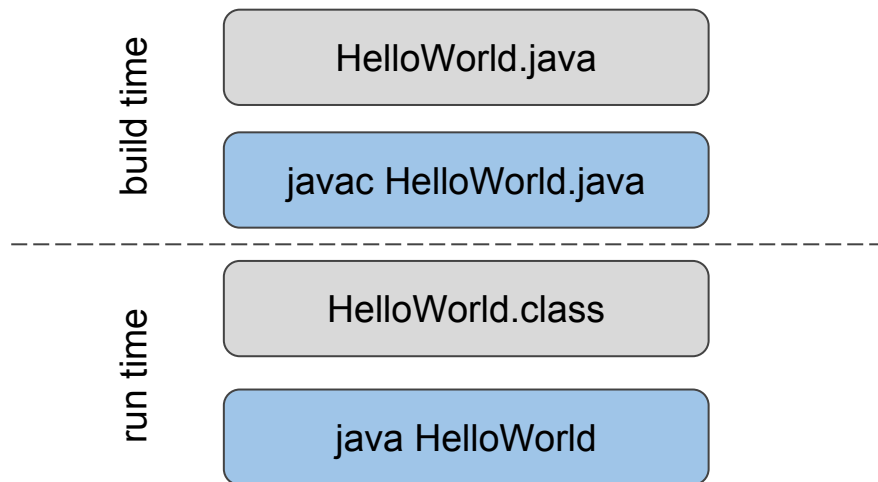 build time
HelloWorld.java
javac HelloWorld.java
run time
HelloWorld.class
java HelloWorld